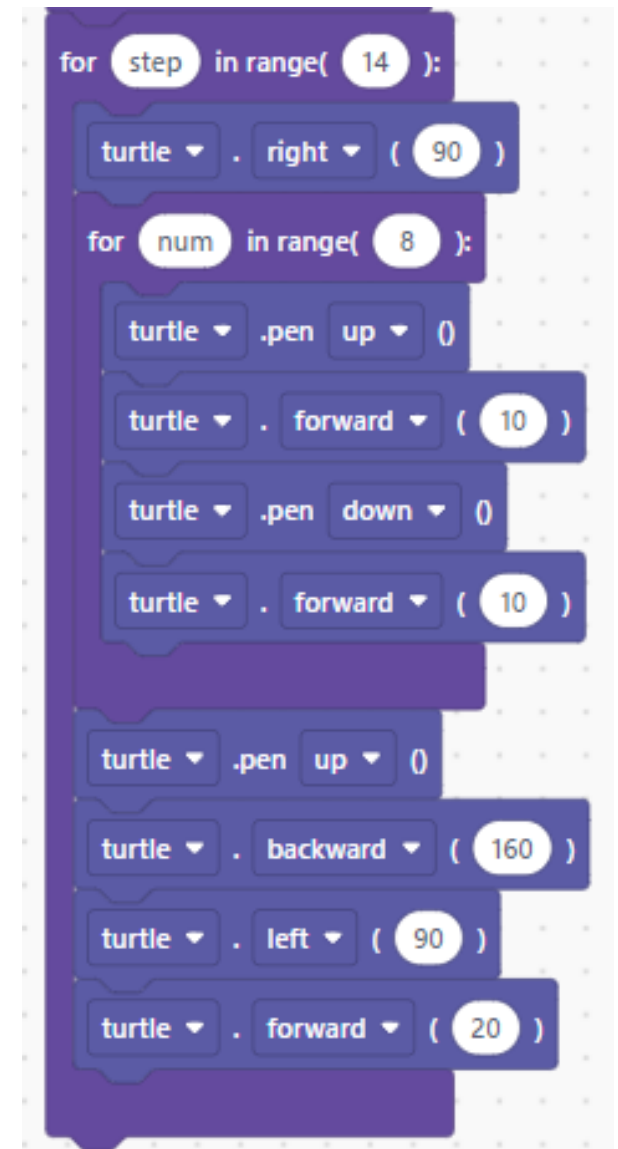 for step in range( 14 ):
turtle . right ( 90 )
for num in range( 8 ):
turtle .pen up ()
turtle . forward ( 10 )
turtle .pen down ()
turtle . forward ( 10 )
turtle .pen up ()
turtle . backward ( 160 )
turtle . left ( 90 )
turtle . forward ( 20 )